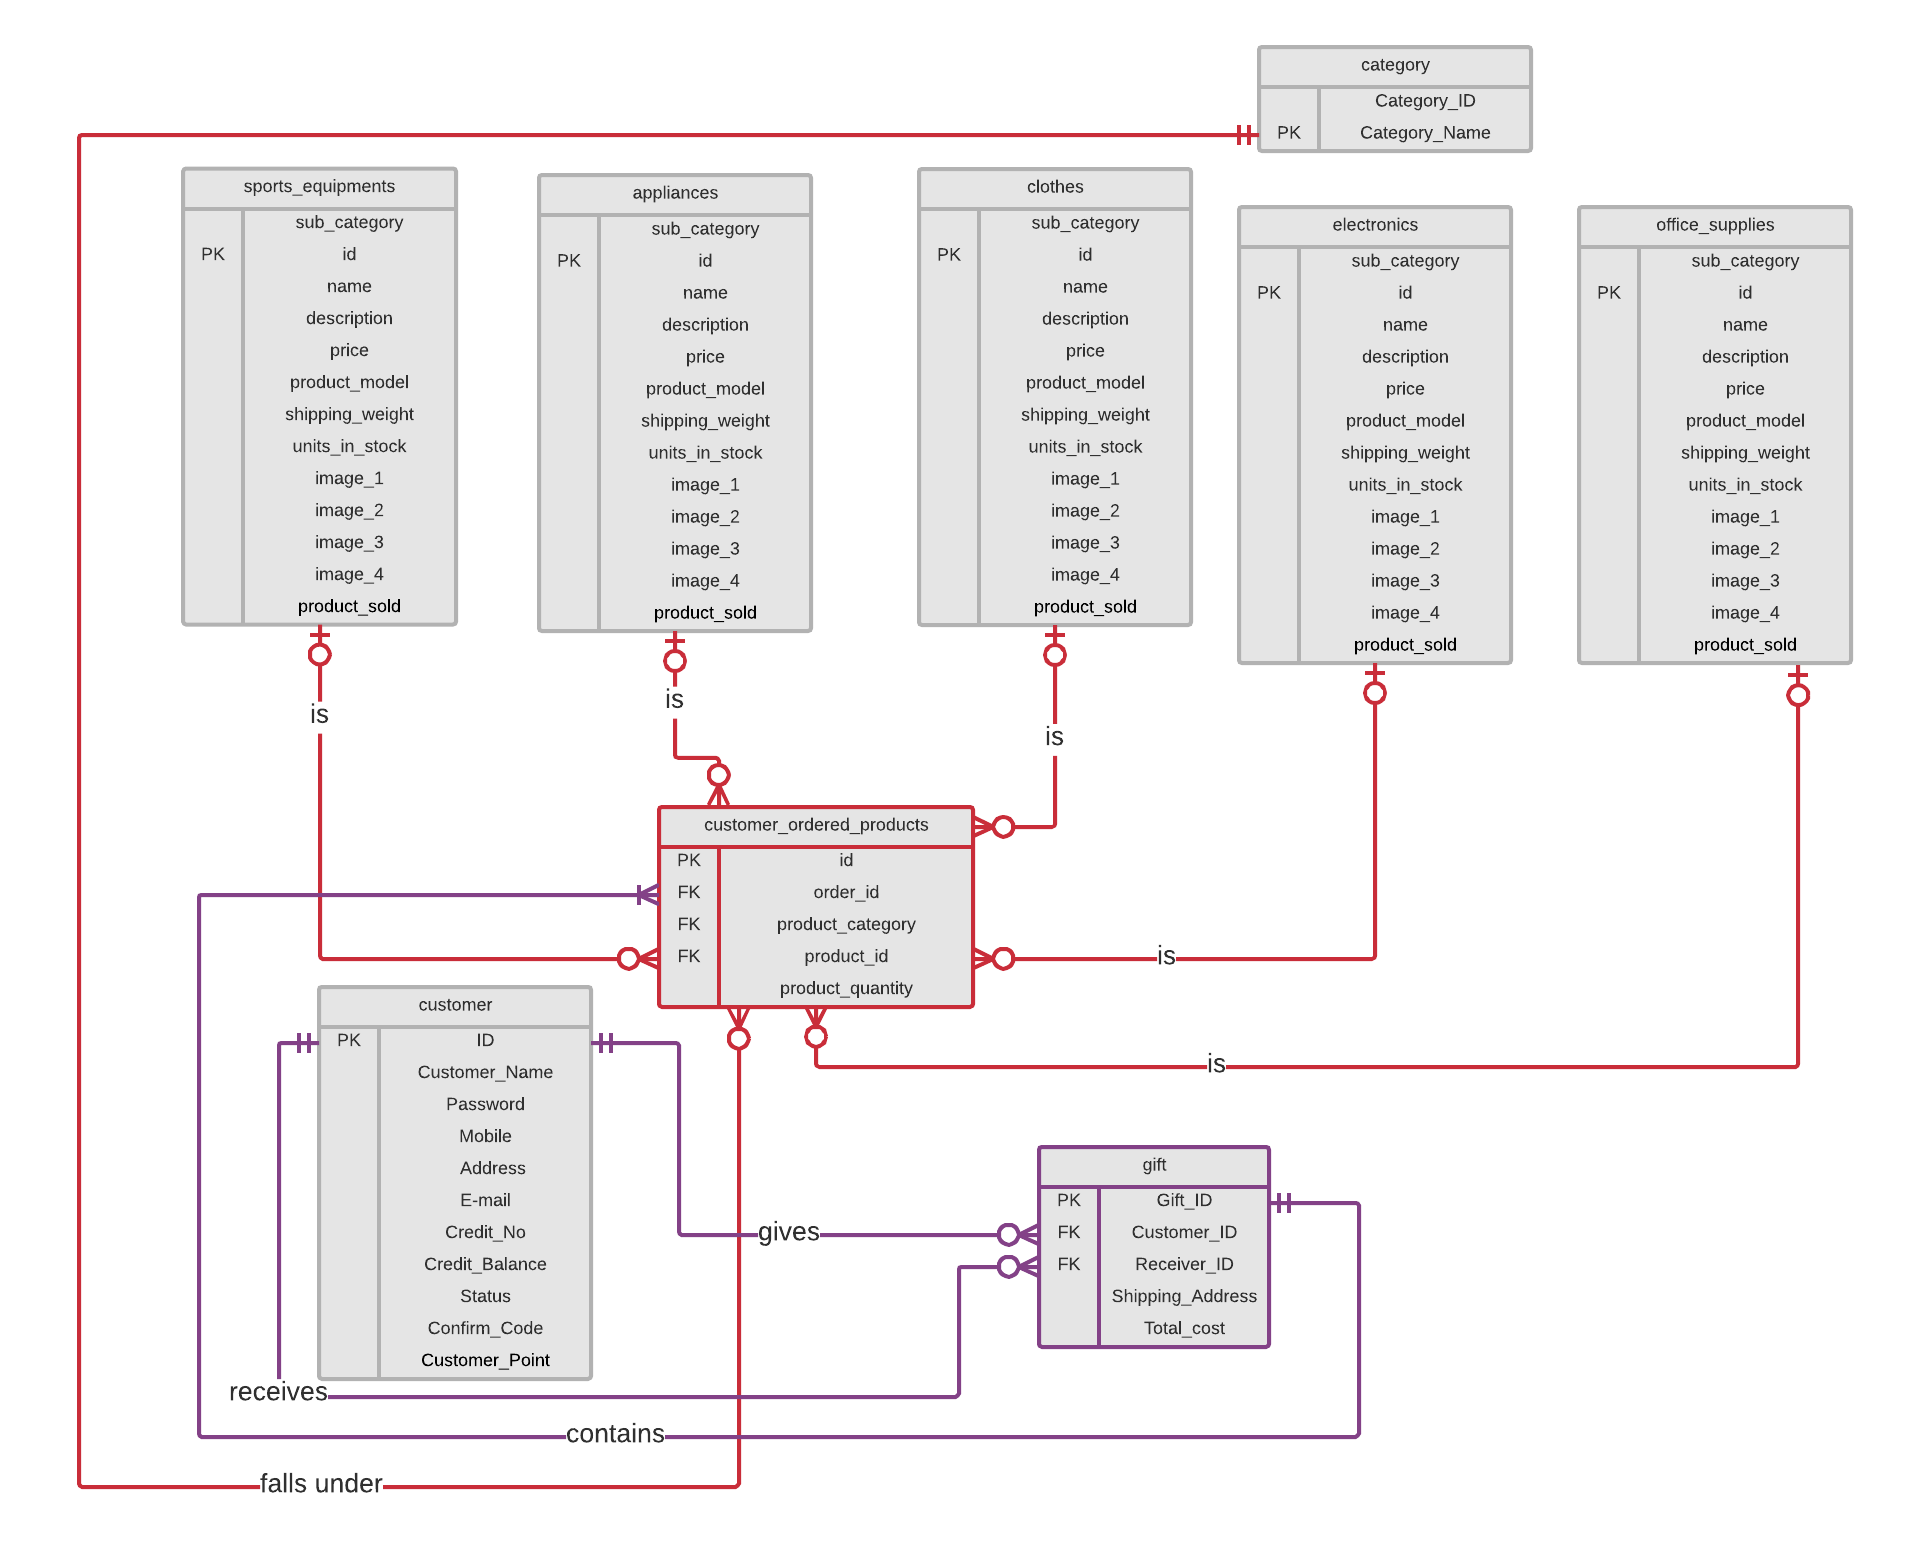 category
Category_ID
PK Category_Name
sports_equipments
sub_category
PK id
name
description
price
product_model
shipping_weight
units_in_stock
image_1
image_2
image_3
image_4
product_sold
appliances
sub_category
PK id
name
description
price
product_model
shipping_weight
units_in_stock
image_1
image_2
image_3
image_4
product_sold
clothes
sub_category
PK id
name
description
price
product_model
shipping_weight
units_in_stock
image_1
image_2
image_3
image_4
product_sold
electronics
sub_category
PK id
name
description
price
product_model
shipping_weight
units_in_stock
image_1
image_2
image_3
image_4
product_sold
office_supplies
sub_category
PK id
name
description
price
product_model
shipping_weight
units_in_stock
image_1
image_2
image_3
image_4
product_sold
is
is
is
customer_ordered_products
PK id
FK order_id
FK product_category
FK product_id
product_quantity
is
is
customer
PK ID
Customer_Name
Password
Mobile
Address
E-mail
Credit_No
Credit_Balance
Status
Confirm_Code
Customer_Point
gives
gift
PK Gift_ID
FK Customer_ID
FK Receiver_ID
Shipping_Address
Total_cost
receives
contains
falls under